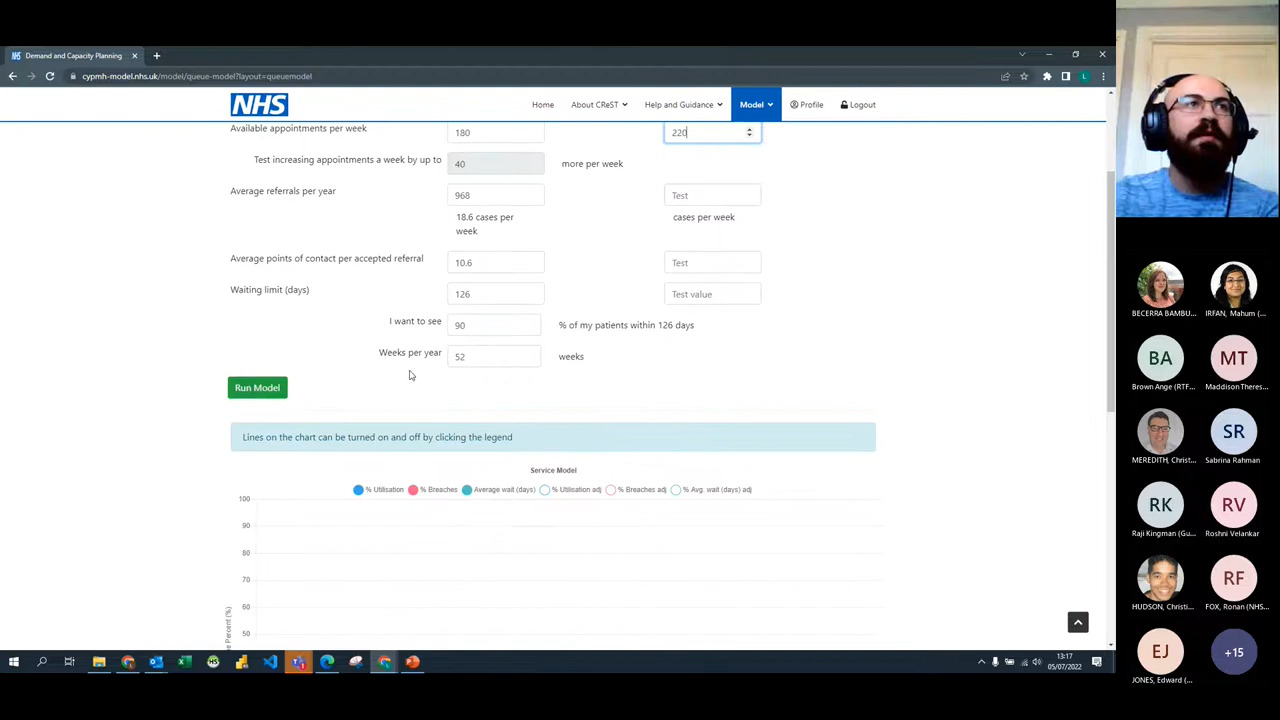 Demand and Capacity Planning
cypmh-model.nhs.uk/model/queue-model?layout=queuemodel
NHS
Home About CReST Help and Guidance Model Profile Logout
Available appointments per week 180 220
Test increasing appointments a week by up to 40 more per week
Average referrals per year 968 Test
18.6 cases per week cases per week
Average points of contact per accepted referral 10.6 Test
Waiting limit (days) 126 Test value
I want to see 90 % of my patients within 126 days
Weeks per year 52 weeks
Run Model
Lines on the chart can be turned on and off by clicking the legend
Service Model
% Utilisation % Breaches Average wait (days) % Utilisation adj % Breaches adj % Avg. wait (days) adj
100
90
80
70
60
50
Percent (%)
13:17
05/07/2022
BECERRA BAMBU... IRFAN, Mahum (...
BA MT
Brown Ange (RTF... Maddison Theres...
SR
MEREDITH, Christ... Sabrina Rahman
RK RV
Raji Kingman (Gu... Roshni Velankar
RF
HUDSON, Christi... FOX, Ronan (NHS...
EJ +15
JONES, Edward (...